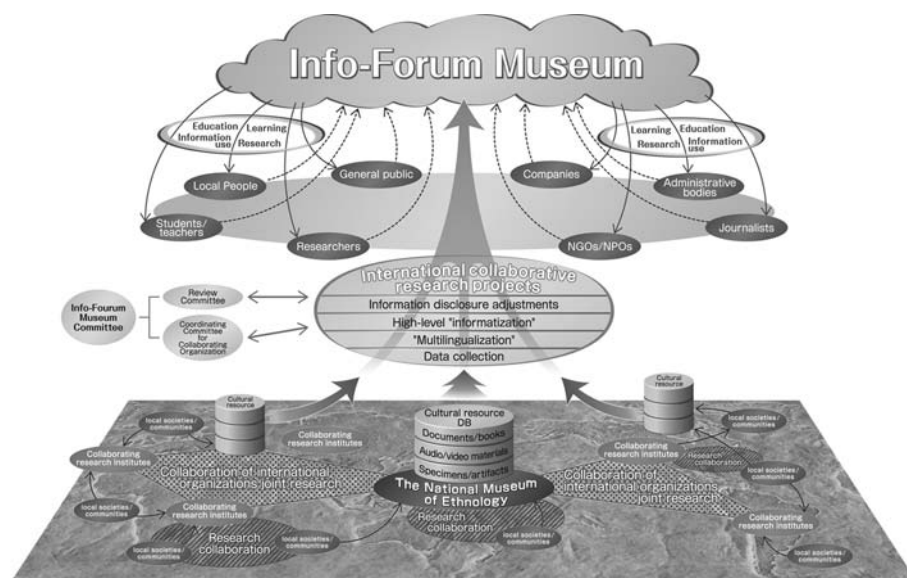 Info-Forum Museum
Education
Learning
Information
use
Research
Learning
Education
Research
Information
use
General public
Companies
Local People
Administrative
bodies
Students/
teachers
Journalists
Researchers
NGOs/NPOs
International collaborative
research projects
Information disclosure adjustments
High-level "informatization"
"Multilingualization"
Data collection
Info-Fourum
Museum
Committee
Review
Committee
Coordinating
Committee
for
Collaborating
Organization
Cultural
resource
Cultural
resource
Cultural resource
DB
Documents/books
Audio/video materials
Specimens/artifacts
The National Museum
of Ethnology
Research
collaboration
local societies/
communities
local societies/
communities
Collaborating
research institutes
Collaborating
research institutes
Collaboration of international
organizations: joint research
local societies/
communities
Collaborating
research institutes
Research
collaboration
local societies/
communities
local societies/
communities
local societies/
communities
Collaborating
research institutes
Research
collaboration
local societies/
communities
Collaboration of
international organizations:
joint research
Collaborating
research institutes
local societies/
communities